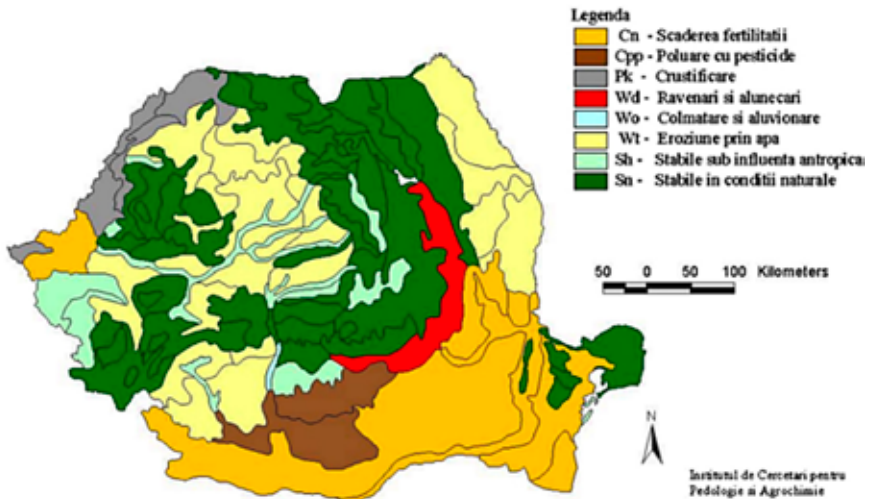 Legenda
Cn - Scaderea fertilitatii
Cpp - Poluare cu pesticide
Pk - Crustificare
Wd - Ravenari si alunecari
Wo - Colmatare si aluvionare
Wt - Eroziune prin apa
Sh - Stabile sub influenta antropica
Sn - Stabile in conditii naturale
50 0 50 100 Kilometers
N
Institutul de Cercetari pentru
Pedologie si Agrochimie